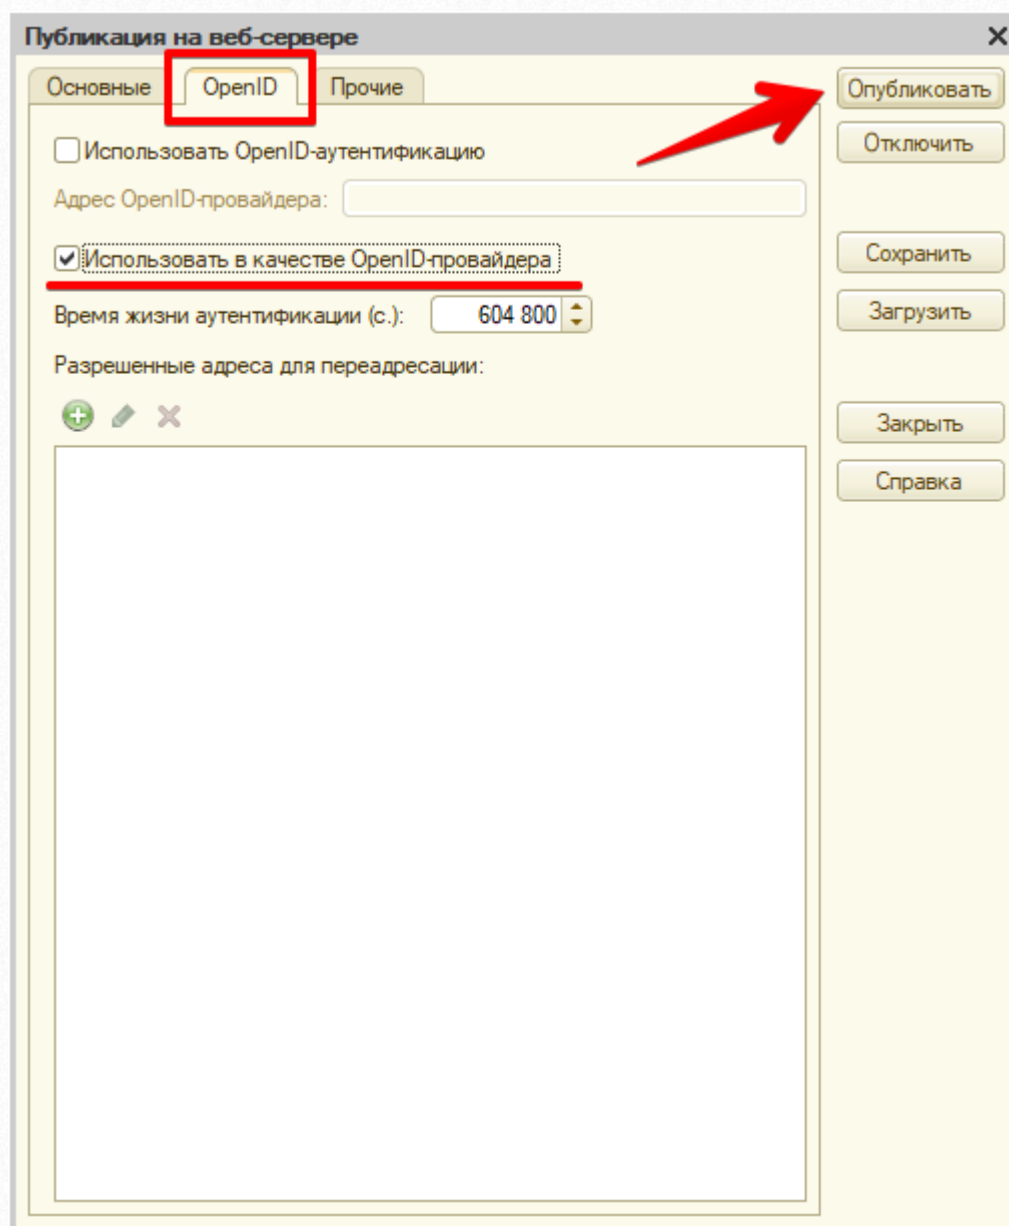 Публикация на веб-сервере
Основные OpenID Прочие
Опубликовать
Использовать OpenID-аутентификацию
Отключить
Адрес OpenID-провайдера:
Использовать в качестве OpenID-провайдера
Сохранить
Время жизни аутентификации (с.): 604 800
Загрузить
Разрешенные адреса для переадресации:
Закрыть
Справка